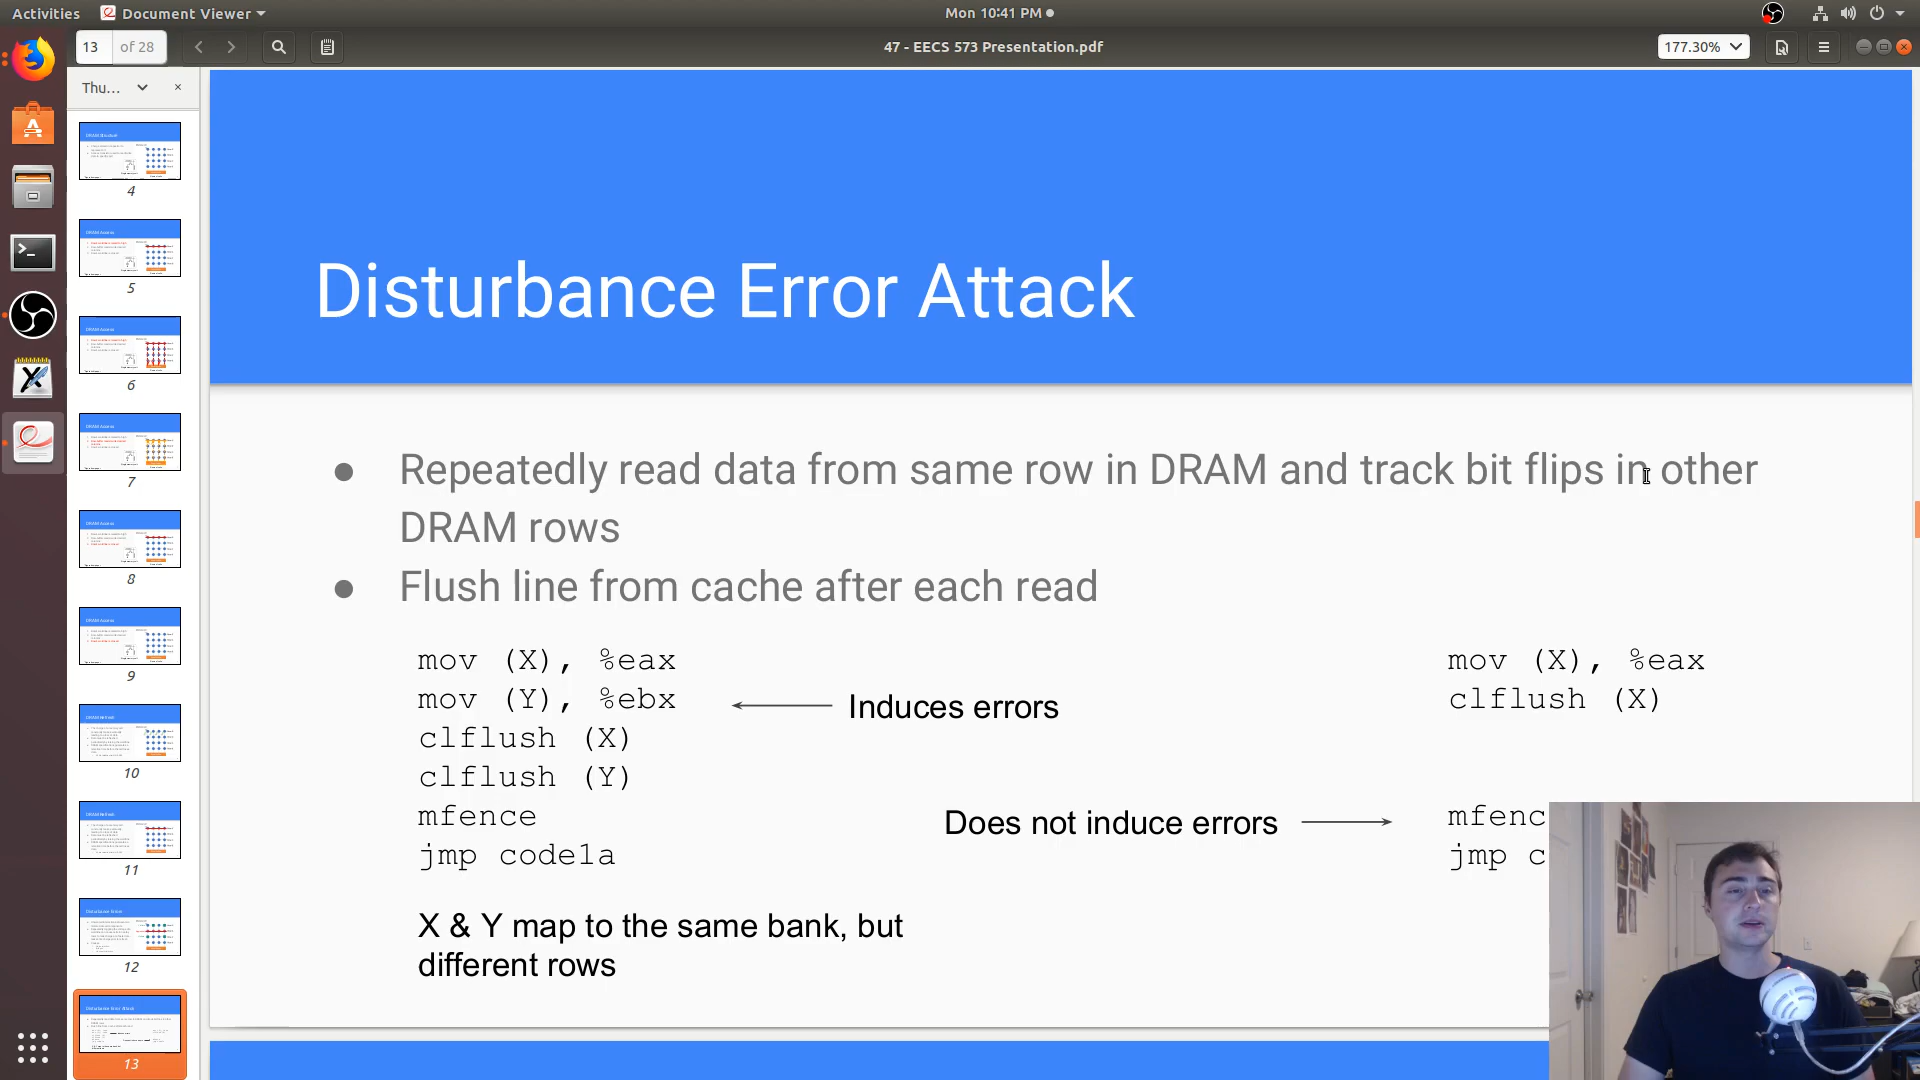 Activities Document Viewer Mon 10:41 PM
13 of 28 47 - EECS 573 Presentation.pdf 177.30%
Thu...
4
5
6
7
8
9
10
11
12
13
Disturbance Error Attack
● Repeatedly read data from same row in DRAM and track bit flips in other
DRAM rows
● Flush line from cache after each read
mov (X), %eax
mov (Y), %ebx
clflush (X)
clflush (Y)
mfence
jmp code1a
Induces errors
X & Y map to the same bank, but
different rows
Does not induce errors
mov (X), %eax
clflush (X)
mfenc
jmp c